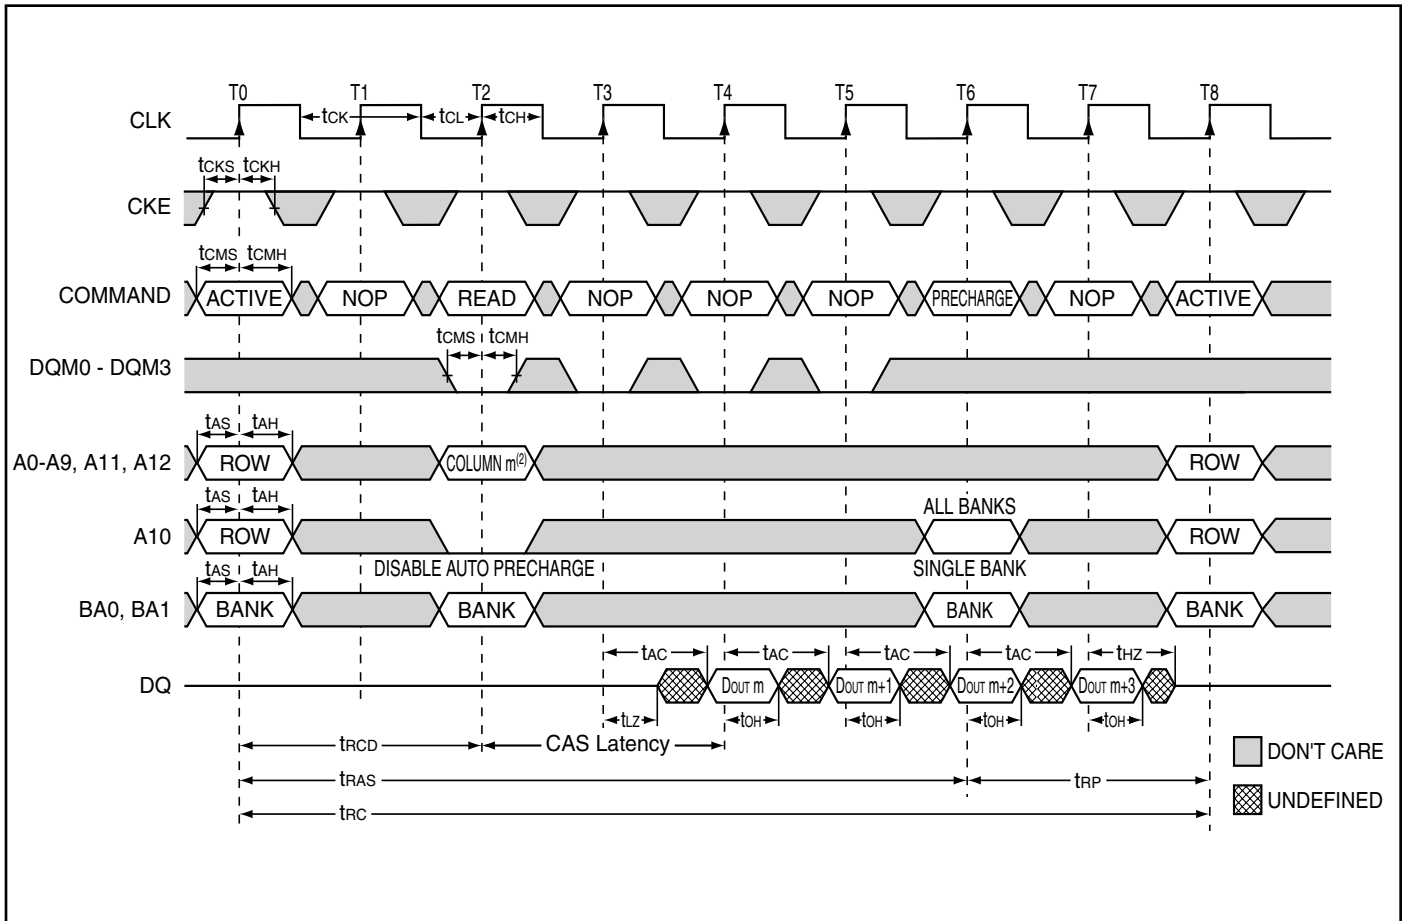 T0 T1 T2 T3 T4 T5 T6 T7 T8
CLK tCK tCL tCH
tCKS tCKH
CKE
tCMS tCMH
COMMAND ACTIVE NOP READ NOP NOP NOP PRECHARGE NOP ACTIVE
tCMS tCMH
DQM0 - DQM3
tAS tAH
A0-A9, A11, A12 ROW COLUMN m(2) ROW
tAS tAH ALL BANKS
A10 ROW ROW
DISABLE AUTO PRECHARGE SINGLE BANK
tAS tAH
BA0, BA1 BANK BANK BANK BANK
tAC tAC tAC tAC tHZ
DQ DOUT m DOUT m+1 DOUT m+2 DOUT m+3
tLZ tOH tOH tOH tOH
tRCD CAS Latency
DON'T CARE
tRAS tRP
UNDEFINED
tRC